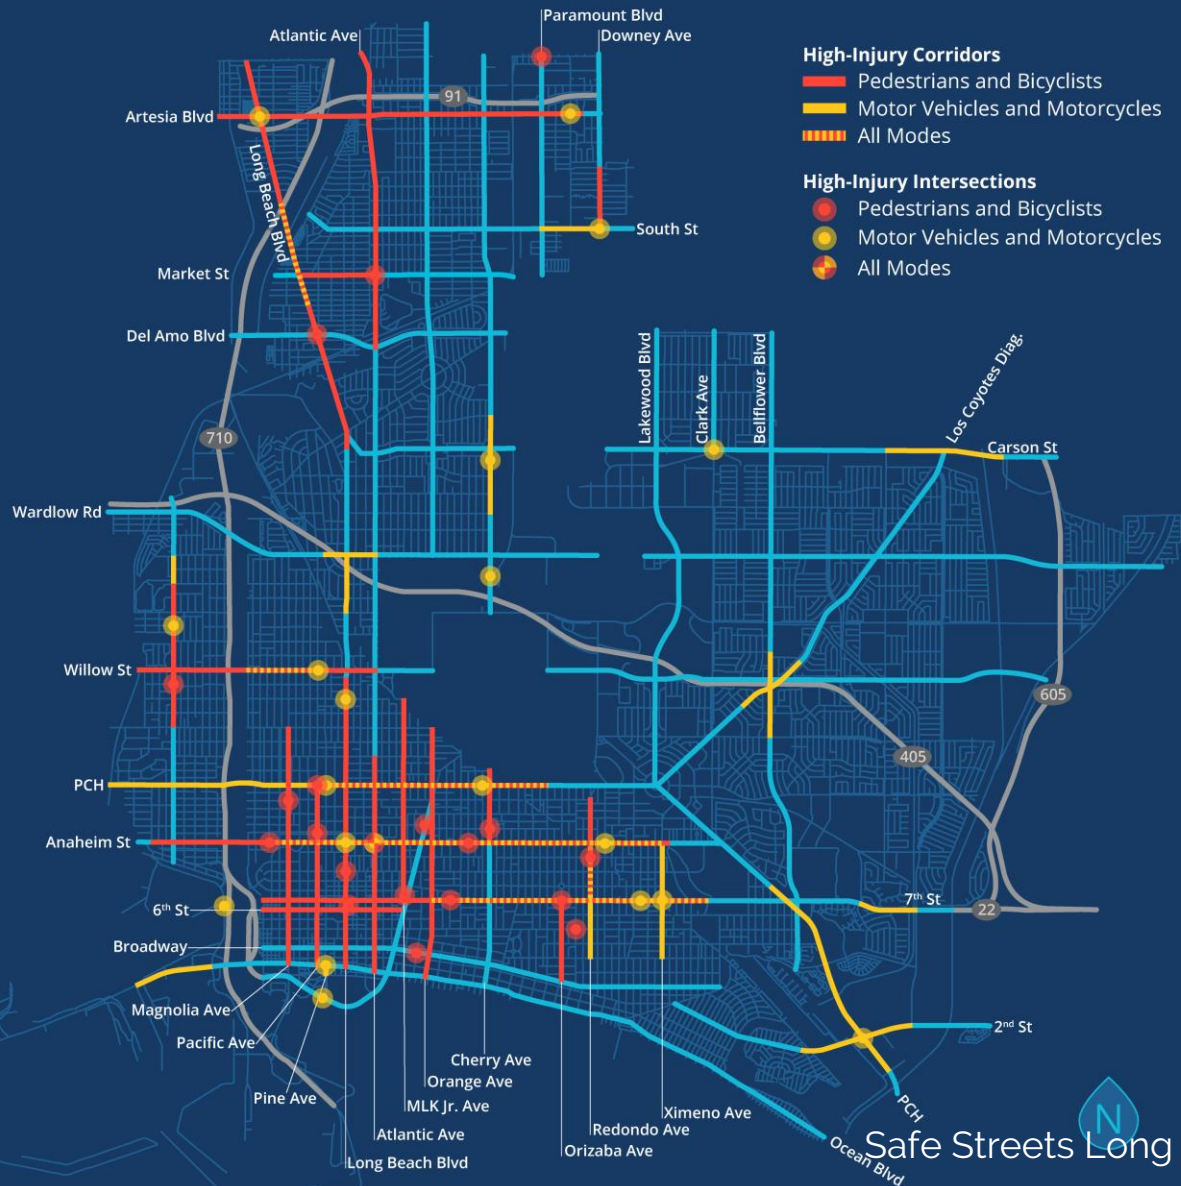 Paramount Blvd
Atlantic Ave
Downey Ave
High-Injury Corridors
Pedestrians and Bicyclists
Motor Vehicles and Motorcycles
All Modes
High-Injury Intersections
Pedestrians and Bicyclists
Motor Vehicles and Motorcycles
All Modes
91
Artesia Blvd
Long Beach Blvd
South St
Market St
Del Amo Blvd
Lakewood Blvd
Clark Ave
Bellflower Blvd
Los Coyotes Diag.
Carson St
710
Wardlow Rd
Willow St
605
405
PCH
Anaheim St
6th St
7th St
22
Broadway
Magnolia Ave
Pacific Ave
2nd St
Cherry Ave
Orange Ave
Pine Ave
MLK Jr. Ave
Ximeno Ave
PCH
Redondo Ave
Atlantic Ave
Orizaba Ave
Long Beach Blvd
Ocean Blvd
N
Safe Streets Long